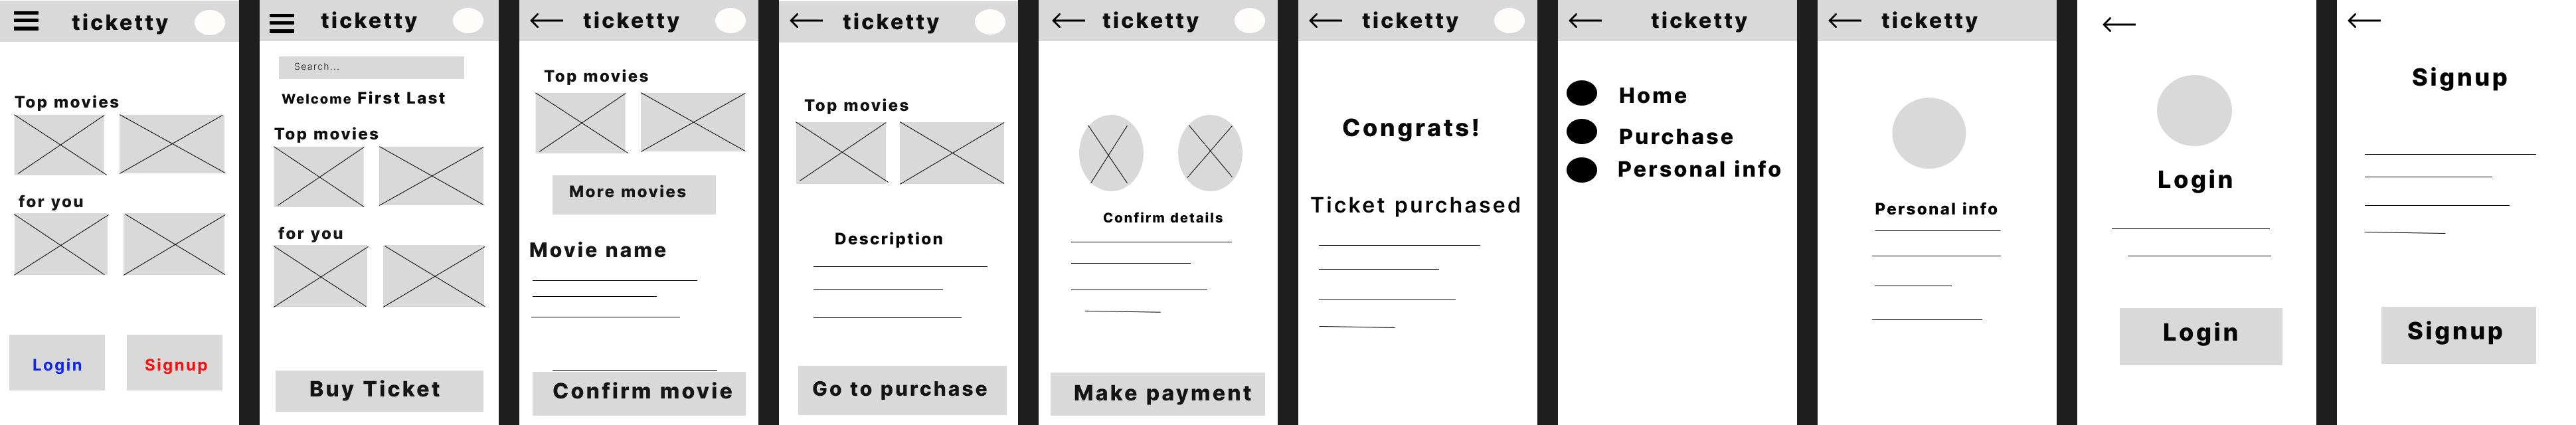 ticketty
Top movies
for you
Login
Signup
ticketty
Search...
Welcome First Last
Top movies
for you
Buy Ticket
ticketty
Top movies
More movies
Movie name
Confirm movie
ticketty
Top movies
Description
Go to purchase
ticketty
Confirm details
Make payment
ticketty
Congrats!
Ticket purchased
ticketty
Home
Purchase
Personal info
ticketty
Personal info
Login
Login
Signup
Signup